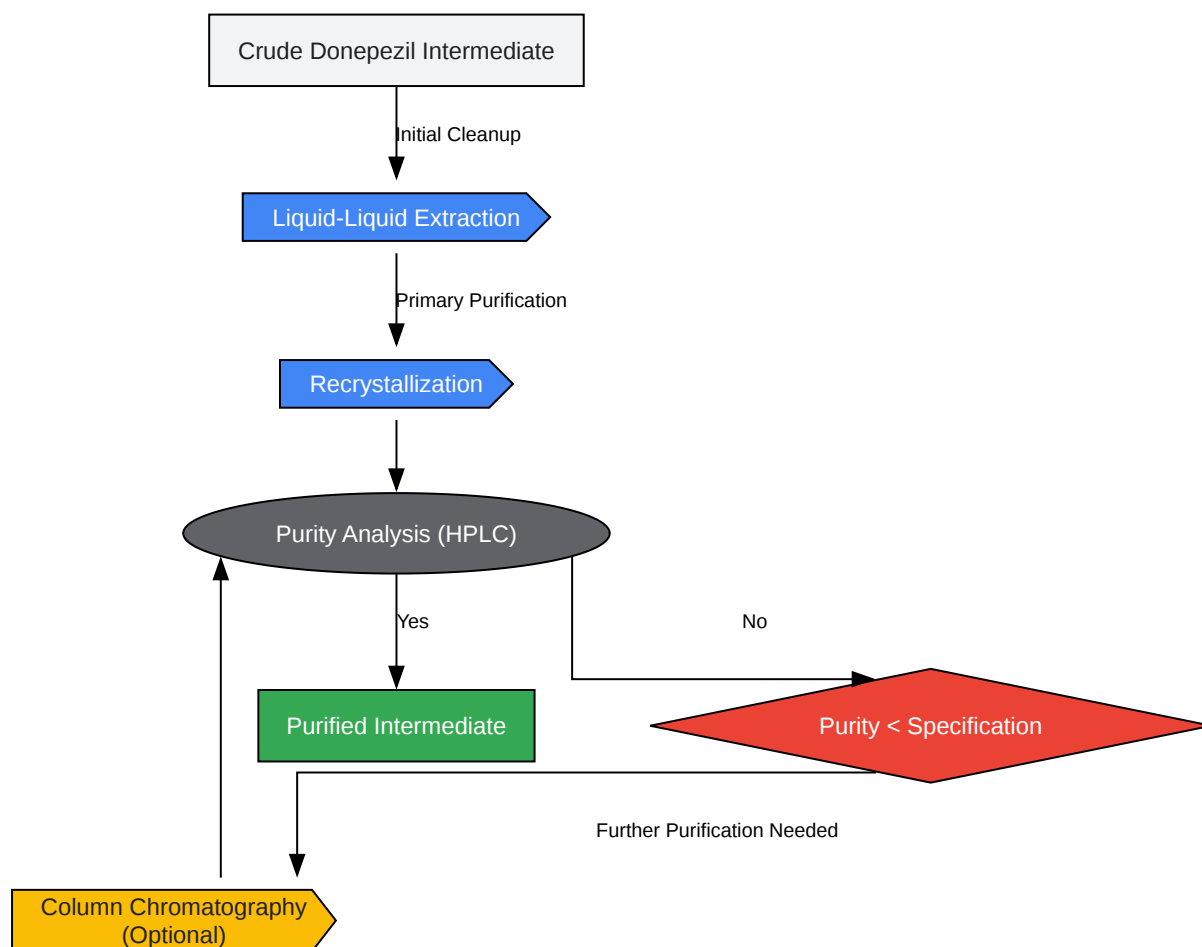 Crude Donepezil Intermediate
Initial Cleanup
Liquid-Liquid Extraction
Primary Purification
Recrystallization
Purity Analysis (HPLC)
Yes
No
Purified Intermediate
Purity < Specification
Further Purification Needed
Column Chromatography
(Optional)